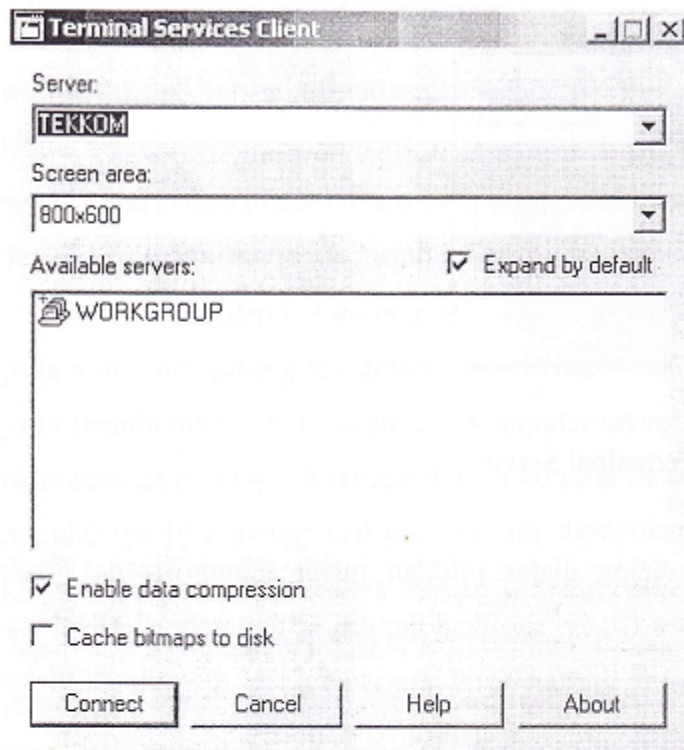 Terminal Services Client
Server:
TEKKOM
Screen area:
800x600
Available servers:
Expand by default
WORKGROUP
Enable data compression
Cache bitmaps to disk
Connect
Cancel
Help
About